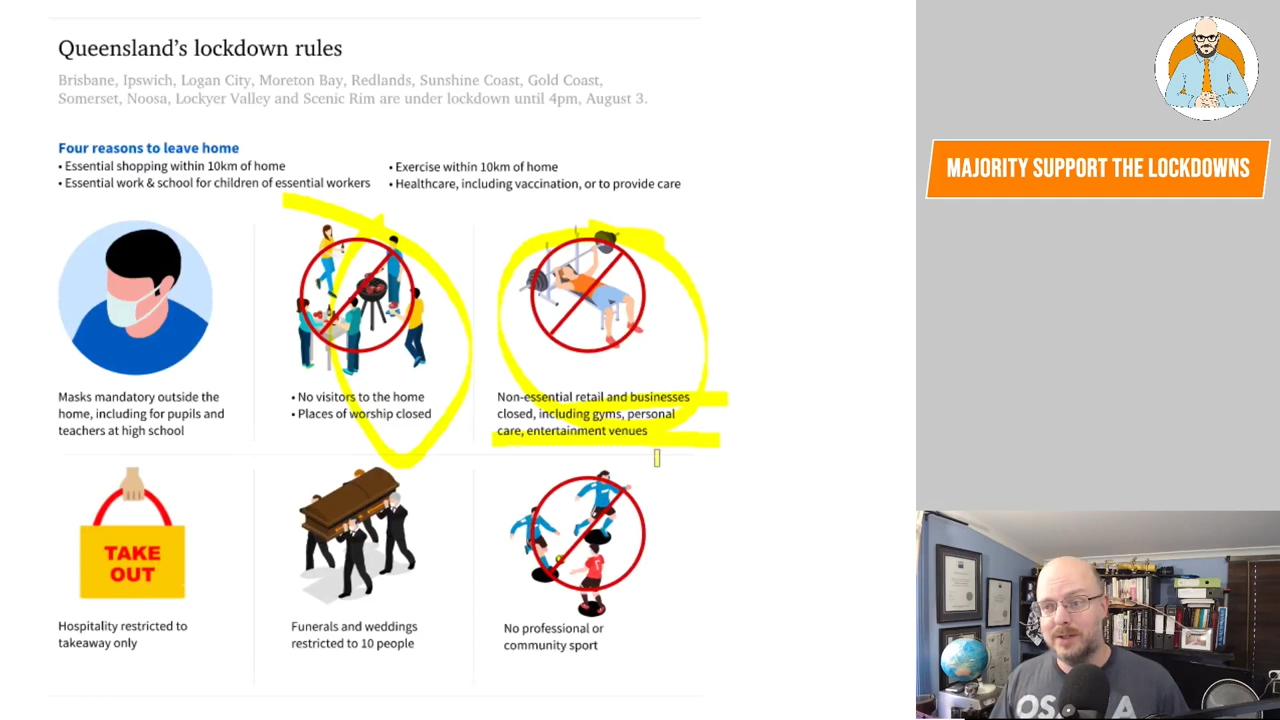 Queensland's lockdown rules
Brisbane, Ipswich, Logan City, Moreton Bay, Redlands, Sunshine Coast, Gold Coast,
Somerset, Noosa, Lockyer Valley and Scenic Rim are under lockdown until 4pm, August 3.
Four reasons to leave home
• Essential shopping within 10km of home
• Essential work & school for children of essential workers
• Exercise within 10km of home
• Healthcare, including vaccination, or to provide care
Masks mandatory outside the
home, including for pupils and
teachers at high school
• No visitors to the home
• Places of worship closed
Non-essential retail and businesses
closed, including gyms, personal
care, entertainment venues
TAKE
OUT
Hospitality restricted to
takeaway only
Funerals and weddings
restricted to 10 people
No professional or
community sport
MAJORITY SUPPORT THE LOCKDOWNS